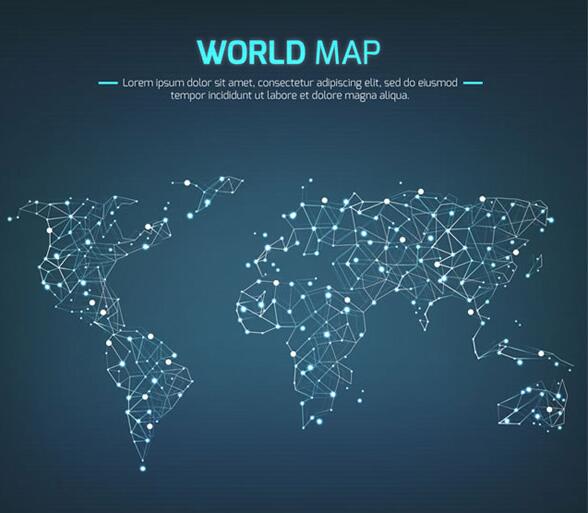 WORLD MAP
Lorem ipsum dolor sit amet, consectetur adipiscing elit, sed do eiusmod
tempor incididunt ut labore et dolore magna aliqua.